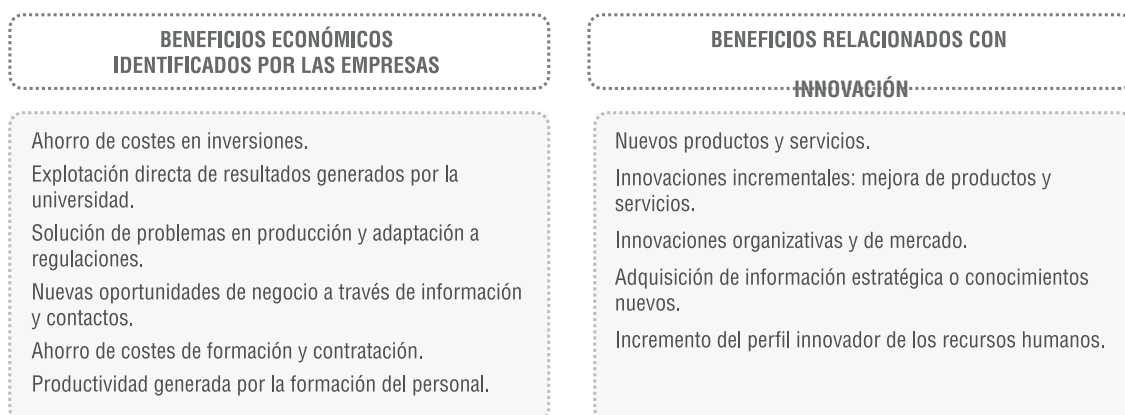 BENEFICIOS ECONÓMICOS
IDENTIFICADOS POR LAS EMPRESAS
Ahorro de costes en inversiones.
Explotación directa de resultados generados por la
universidad.
Solución de problemas en producción y adaptación a
regulaciones.
Nuevas oportunidades de negocio a través de información
y contactos.
Ahorro de costes de formación y contratación.
Productividad generada por la formación del personal.
BENEFICIOS RELACIONADOS CON
INNOVACIÓN
Nuevos productos y servicios.
Innovaciones incrementales: mejora de productos y
servicios.
Innovaciones organizativas y de mercado.
Adquisición de información estratégica o conocimientos
nuevos.
Incremento del perfil innovador de los recursos humanos.